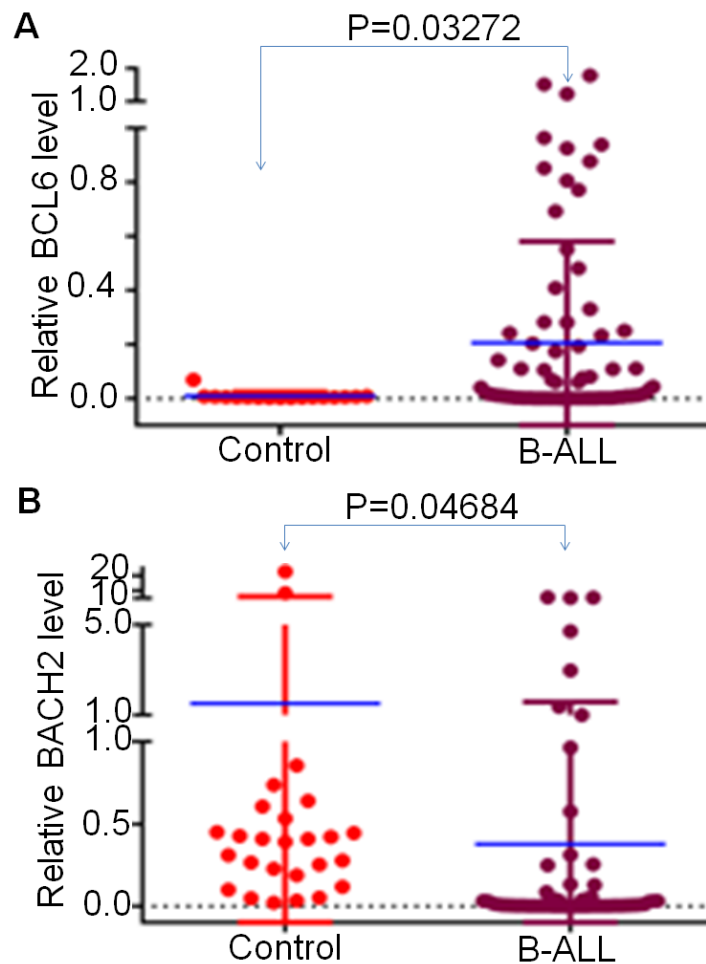 A
P=0.03272
Relative BCL6 level
2.0
1.0
0.8
0.4
0.0
Control
B-ALL
B
P=0.04684
Relative BACH2 level
20
10
5.0
1.0
1.0
0.5
0.0
Control
B-ALL